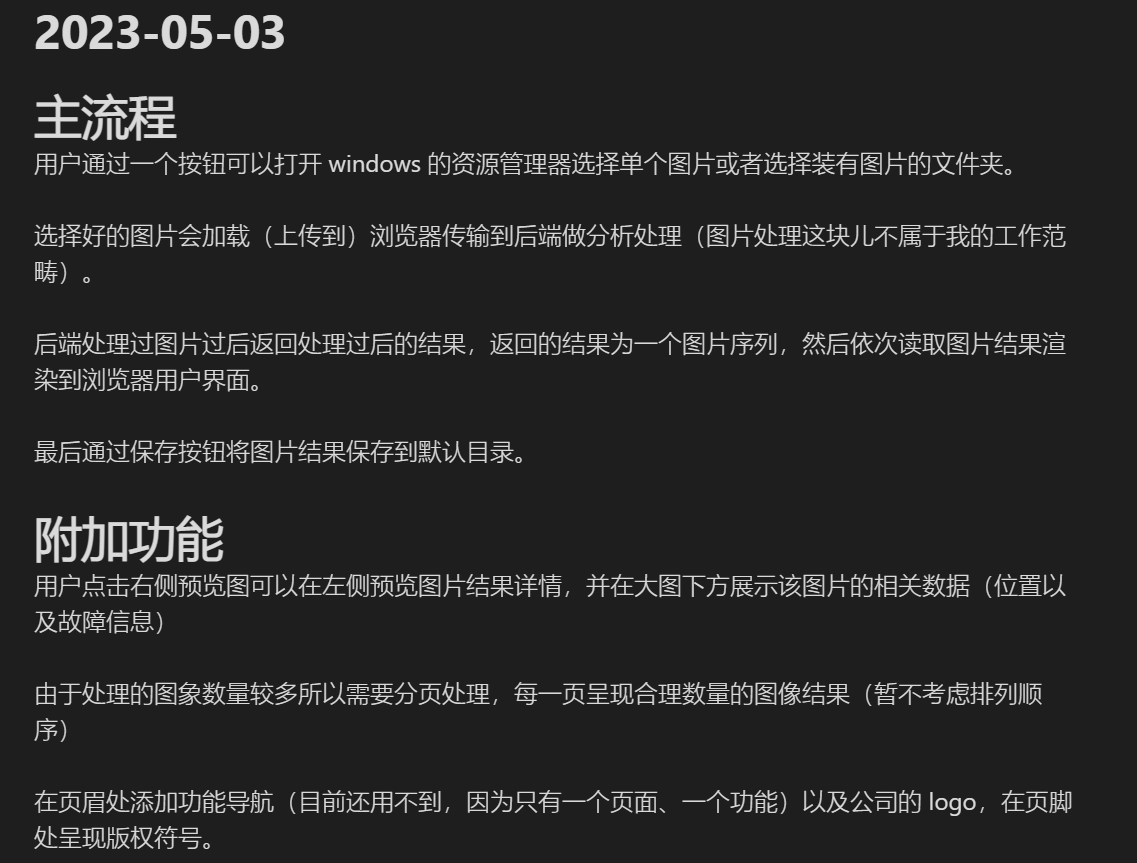 2023-05-03
主流程
用户通过一个按钮可以打开 windows 的资源管理器选择单个图片或者选择装有图片的文件夹。
选择好的图片会加载（上传到）浏览器传输到后端做分析处理（图片处理这块儿不属于我的工作范
畴）。
后端处理过图片过后返回处理过后的结果，返回的结果为一个图片序列，然后依次读取图片结果渲
染到浏览器用户界面。
最后通过保存按钮将图片结果保存到默认目录。
附加功能
用户点击右侧预览图可以在左侧预览图片结果详情，并在大图下方展示该图片的相关数据（位置以
及故障信息）
由于处理的图象数量较多所以需要分页处理，每一页呈现合理数量的图像结果（暂不考虑排列顺
序）
在页眉处添加功能导航（目前还用不到，因为只有一个页面、一个功能）以及公司的 logo，在页脚
处呈现版权符号。